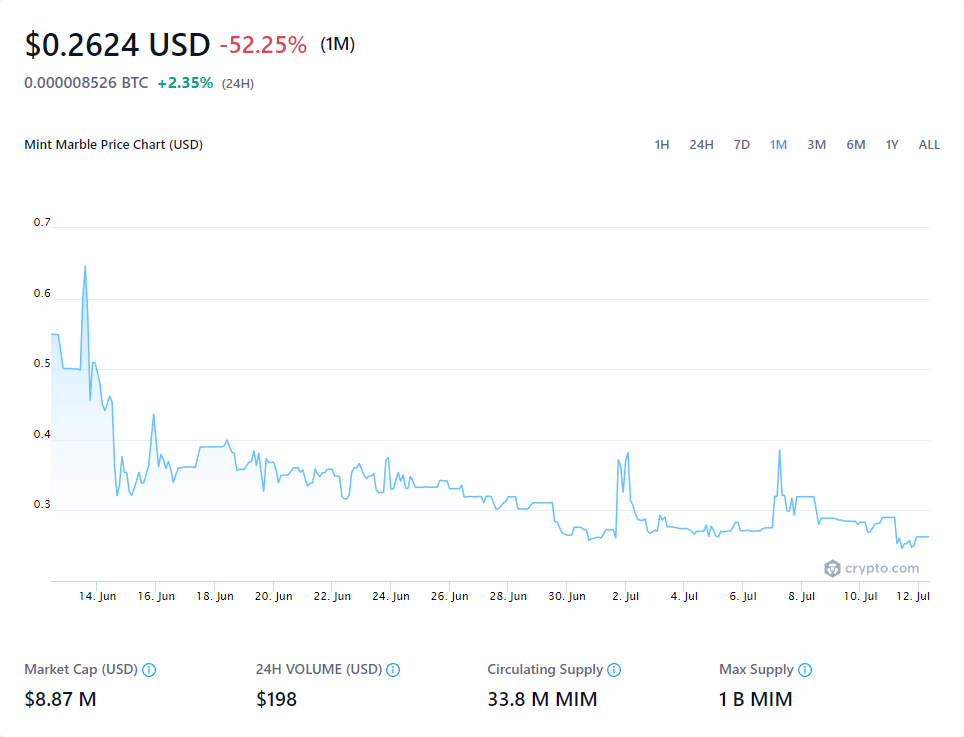 $0.2624 USD -52.25% (1M)
0.000008526 BTC +2.35% (24H)
Mint Marble Price Chart (USD) 1H 24H 7D 1M 3M 6M 1Y ALL
0.7
0.6
0.5
0.4
0.3
crypto.com
14. Jun 16. Jun 18. Jun 20. Jun 22. Jun 24. Jun 26. Jun 28. Jun 30. Jun 2. Jul 4. Jul 6. Jul 8. Jul 10. Jul 12. Jul
Market Cap (USD) 24H VOLUME (USD) Circulating Supply Max Supply
$8.87 M $198 33.8 M MIM 1 B MIM